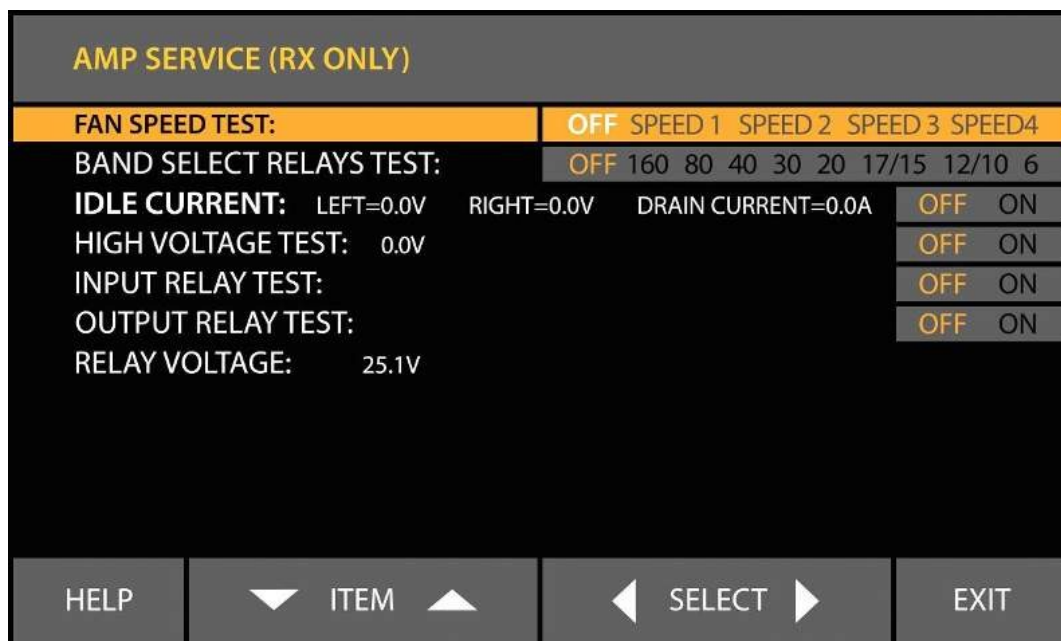 AMP SERVICE (RX ONLY)
FAN SPEED TEST: OFF SPEED 1 SPEED 2 SPEED 3 SPEED4
BAND SELECT RELAYS TEST: OFF 160 80 40 30 20 17/15 12/10 6
IDLE CURRENT: LEFT=0.0V RIGHT=0.0V DRAIN CURRENT=0.0A OFF ON
HIGH VOLTAGE TEST: 0.0V OFF ON
INPUT RELAY TEST: OFF ON
OUTPUT RELAY TEST: OFF ON
RELAY VOLTAGE: 25.1V
HELP ITEM SELECT EXIT